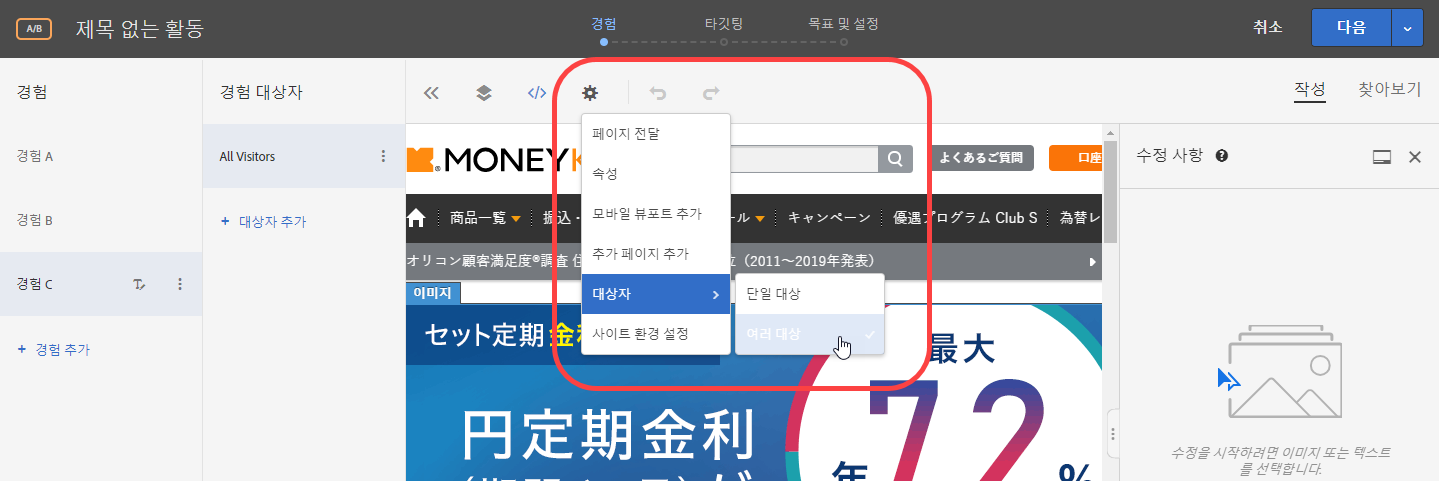 A/B 제목 없는 활동
경험
타깃팅
목표 및 설정
취소
다음
경험
경험 대상자
작성
찾아보기
경험 A
All Visitors
경험 B
+ 대상자 추가
경험 C
+ 경험 추가
페이지 전달
속성
모바일 뷰포트 추가
추가 페이지 추가
대상자
사이트 환경 설정
단일 대상
여러 대상
MONEYK
よくあるご質問
口座
商品一覧
振込・
ール
キャンペーン
優遇プログラム Club S
為替レ
オリコン顧客満足度®調査 住
位（2011～2019年発表）
이미지
セット定期 金利
最大
円定期金利
7.2
年
%
수정 사항
수정을 시작하려면 이미지 또는 텍스트
를 선택합니다.